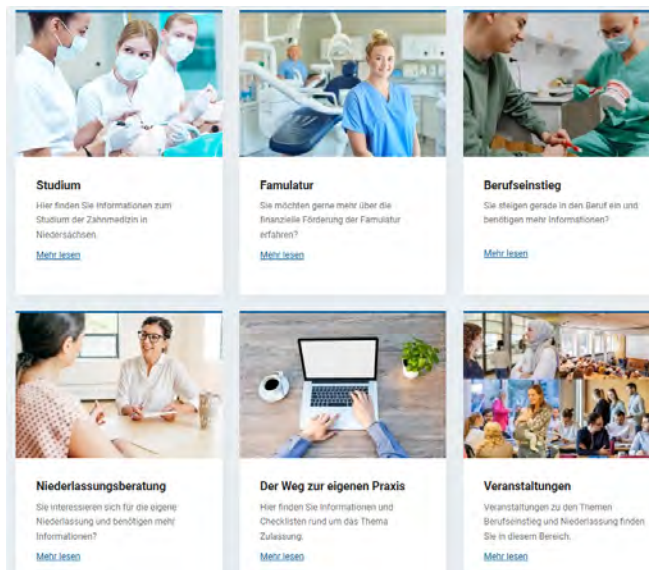 Studium
Hier finden Sie Informationen zum
Studium der Zahnmedizin in
Niedersachsen.
Mehr lesen
Famulatur
Sie möchten gerne mehr über die
finanzielle Förderung der Famulatur
erfahren?
Mehr lesen
Berufseinstieg
Sie steigen gerade in den Beruf ein und
benötigen mehr Informationen?
Mehr lesen
Niederlassungsberatung
Sie interessieren sich für die eigene
Niederlassung und benötigen mehr
Informationen?
Mehr lesen
Der Weg zur eigenen Praxis
Hier finden Sie Informationen und
Checklisten rund um das Thema
Zulassung.
Mehr lesen
Veranstaltungen
Veranstaltungen zu den Themen
Berufseinstieg und Niederlassung finden
Sie in diesem Bereich.
Mehr lesen